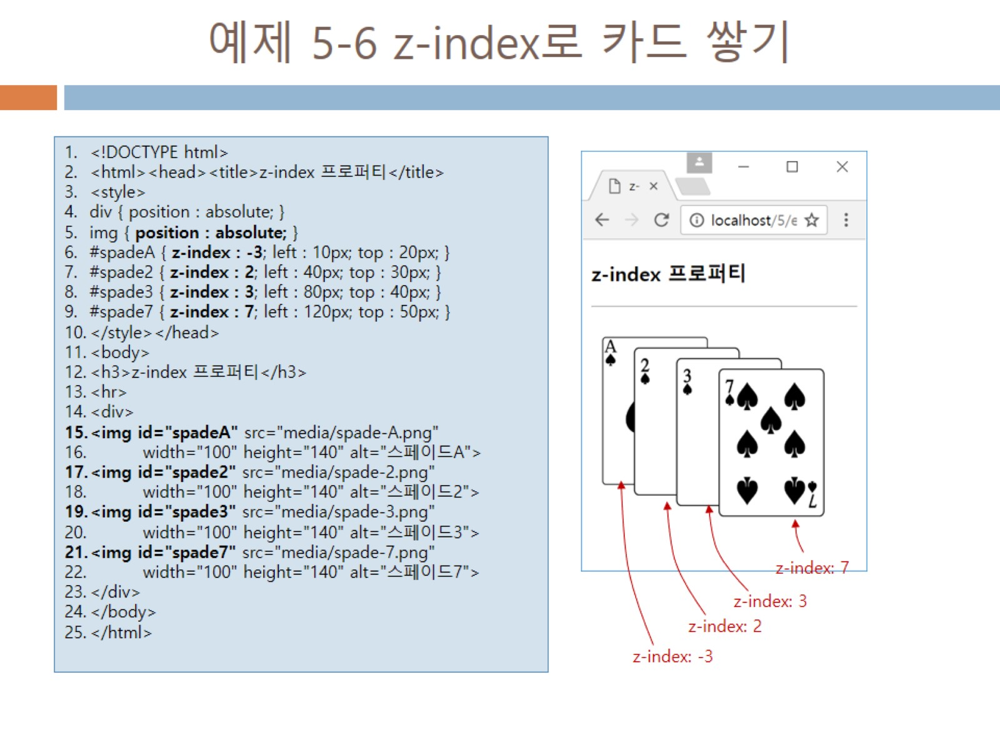 예제 5-6 z-index로 카드 쌓기
1. <!DOCTYPE html>
2. <html><head><title>z-index 프로퍼티</title>
3. <style>
4. div { position : absolute; }
5. img { position : absolute; }
6. #spadeA { z-index : -3; left : 10px; top : 20px; }
7. #spade2 { z-index : 2; left : 40px; top : 30px; }
8. #spade3 { z-index : 3; left : 80px; top : 40px; }
9. #spade7 { z-index : 7; left : 120px; top : 50px; }
10. </style></head>
11. <body>
12. <h3>z-index 프로퍼티</h3>
13. <hr>
14. <div>
15. <img id="spadeA" src="media/spade-A.png"
16. width="100" height="140" alt="스페이드A">
17. <img id="spade2" src="media/spade-2.png"
18. width="100" height="140" alt="스페이드2">
19. <img id="spade3" src="media/spade-3.png"
20. width="100" height="140" alt="스페이드3">
21. <img id="spade7" src="media/spade-7.png"
22. width="100" height="140" alt="스페이드7">
23. </div>
24. </body>
25. </html>
z-
localhost/5/e
z-index 프로퍼티
A
2
3
7
7
z-index: 7
z-index: 3
z-index: 2
z-index: -3